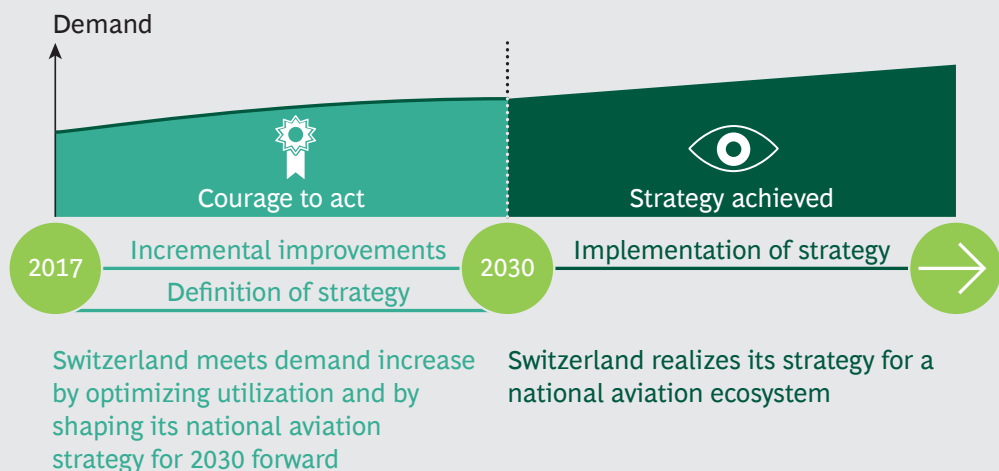 Demand
Courage to act
Strategy achieved
2017
Incremental improvements
Definition of strategy
2030
Implementation of strategy
Switzerland meets demand increase
by optimizing utilization and by
shaping its national aviation
strategy for 2030 forward
Switzerland realizes its strategy for a
national aviation ecosystem